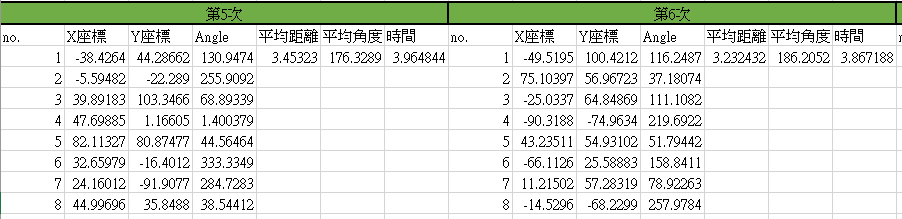 第5次 第6次
no. X座標 Y座標 Angle 平均距離 平均角度 時間 no. X座標 Y座標 Angle 平均距離 平均角度 時間
1 -38.4264 44.28662 130.9474 3.45323 176.3289 3.964844 1 -49.5195 100.4212 116.2487 3.232432 186.2052 3.867188
2 -5.59482 -22.289 255.9092 2 75.10397 56.96723 37.18074
3 39.89183 103.3466 68.89339 3 -25.0337 64.84869 111.1082
4 47.69885 1.16605 1.400379 4 -90.3188 -74.9634 219.6922
5 82.11327 80.87477 44.56464 5 43.23511 54.93102 51.79442
6 32.65979 -16.4012 333.3349 6 -66.1126 25.58883 158.8411
7 24.16012 -91.9077 284.7283 7 11.21502 57.28319 78.92263
8 44.99696 35.8488 38.54412 8 -14.5296 -68.2299 257.9784